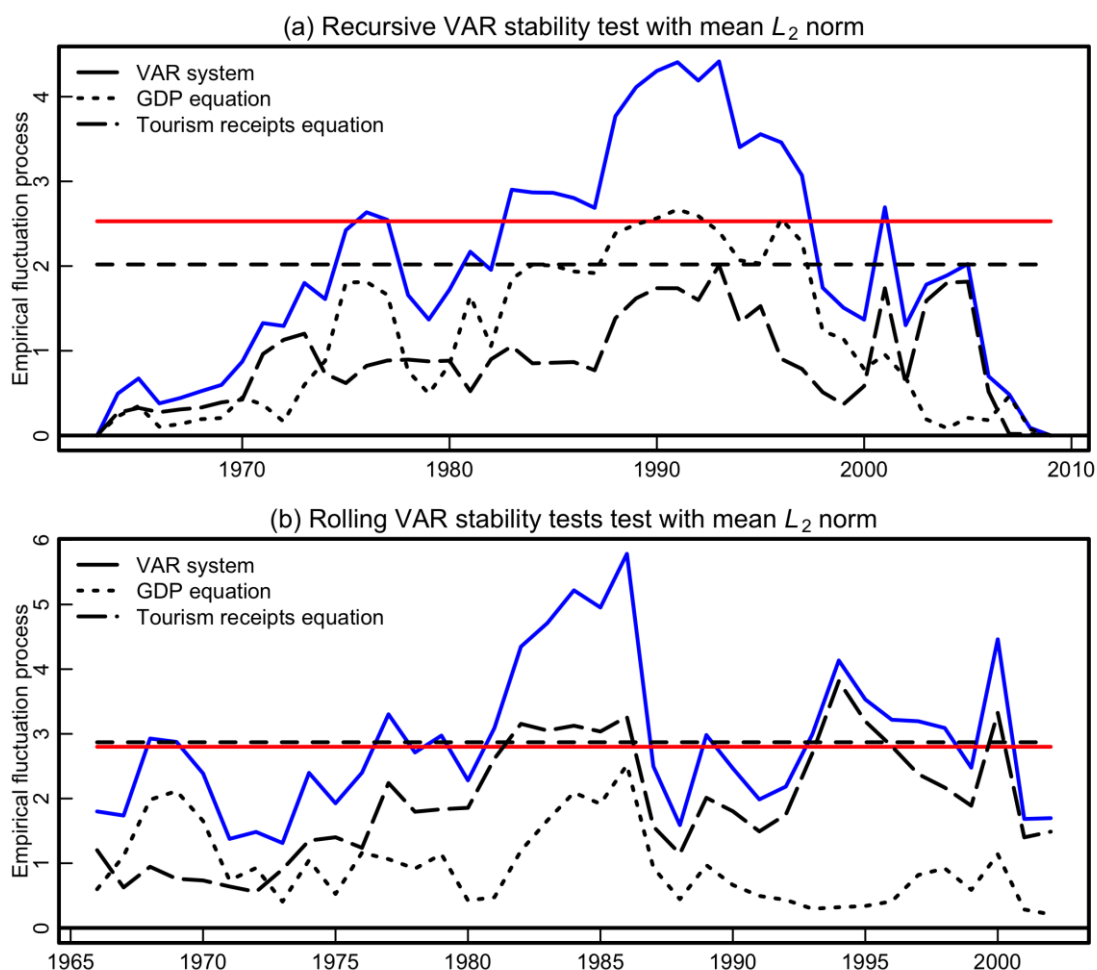 (a) Recursive VAR stability test with mean L2 norm
Empirical fluctuation process
4
3
2
1
0
VAR system
GDP equation
Tourism receipts equation
1970 1980 1990 2000 2010
(b) Rolling VAR stability tests test with mean L2 norm
Empirical fluctuation process
6
5
4
3
2
1
0
VAR system
GDP equation
Tourism receipts equation
1965 1970 1975 1980 1985 1990 1995 2000